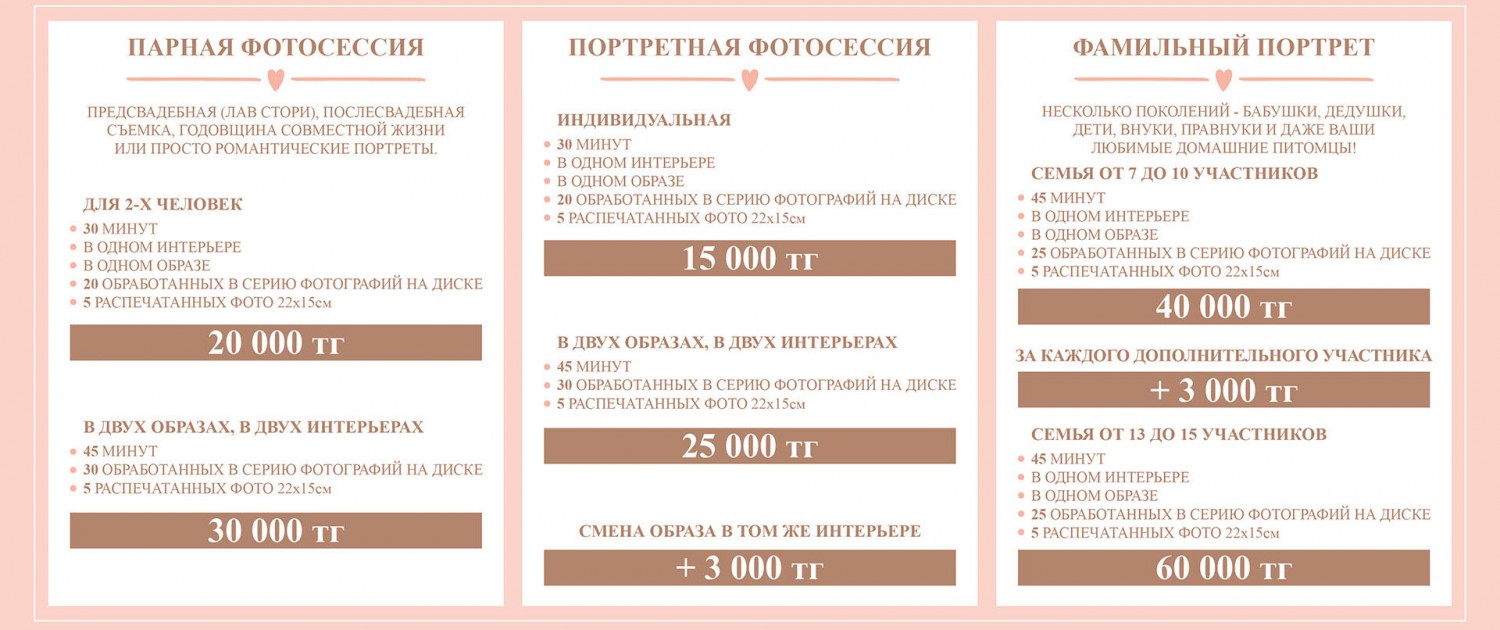 ПАРНАЯ ФОТОСЕССИЯ
ПРЕДСВАДЕБНАЯ (ЛАВ СТОРИ), ПОСЛЕСВАДЕБНАЯ
СЪЕМКА, ГОДОВЩИНА СОВМЕСТНОЙ ЖИЗНИ
ИЛИ ПРОСТО РОМАНТИЧЕСКИЕ ПОРТРЕТЫ.
ДЛЯ 2-Х ЧЕЛОВЕК
• 30 МИНУТ
• В ОДНОМ ИНТЕРЬЕРЕ
• В ОДНОМ ОБРАЗЕ
• 20 ОБРАБОТАННЫХ В СЕРИЮ ФОТОГРАФИЙ НА ДИСКЕ
• 5 РАСПЕЧАТАННЫХ ФОТО 22х15см
20 000 тг
В ДВУХ ОБРАЗАХ, В ДВУХ ИНТЕРЬЕРАХ
• 45 МИНУТ
• 30 ОБРАБОТАННЫХ В СЕРИЮ ФОТОГРАФИЙ НА ДИСКЕ
• 5 РАСПЕЧАТАННЫХ ФОТО 22х15см
30 000 тг
ПОРТРЕТНАЯ ФОТОСЕССИЯ
ИНДИВИДУАЛЬНАЯ
• 30 МИНУТ
• В ОДНОМ ИНТЕРЬЕРЕ
• В ОДНОМ ОБРАЗЕ
• 20 ОБРАБОТАННЫХ В СЕРИЮ ФОТОГРАФИЙ НА ДИСКЕ
• 5 РАСПЕЧАТАННЫХ ФОТО 22х15см
15 000 тг
В ДВУХ ОБРАЗАХ, В ДВУХ ИНТЕРЬЕРАХ
• 45 МИНУТ
• 30 ОБРАБОТАННЫХ В СЕРИЮ ФОТОГРАФИЙ НА ДИСКЕ
• 5 РАСПЕЧАТАННЫХ ФОТО 22х15см
25 000 тг
СМЕНА ОБРАЗА В ТОМ ЖЕ ИНТЕРЬЕРЕ
+ 3 000 тг
ФАМИЛЬНЫЙ ПОРТРЕТ
НЕСКОЛЬКО ПОКОЛЕНИЙ - БАБУШКИ, ДЕДУШКИ,
ДЕТИ, ВНУКИ, ПРАВНУКИ И ДАЖЕ ВАШИ
ЛЮБИМЫЕ ДОМАШНИЕ ПИТОМЦЫ!
СЕМЬЯ ОТ 7 ДО 10 УЧАСТНИКОВ
• 45 МИНУТ
• В ОДНОМ ИНТЕРЬЕРЕ
• В ОДНОМ ОБРАЗЕ
• 25 ОБРАБОТАННЫХ В СЕРИЮ ФОТОГРАФИЙ НА ДИСКЕ
• 5 РАСПЕЧАТАННЫХ ФОТО 22х15см
40 000 тг
ЗА КАЖДОГО ДОПОЛНИТЕЛЬНОГО УЧАСТНИКА
+ 3 000 тг
СЕМЬЯ ОТ 13 ДО 15 УЧАСТНИКОВ
• 45 МИНУТ
• В ОДНОМ ИНТЕРЬЕРЕ
• В ОДНОМ ОБРАЗЕ
• 25 ОБРАБОТАННЫХ В СЕРИЮ ФОТОГРАФИЙ НА ДИСКЕ
• 5 РАСПЕЧАТАННЫХ ФОТО 22х15см
60 000 тг